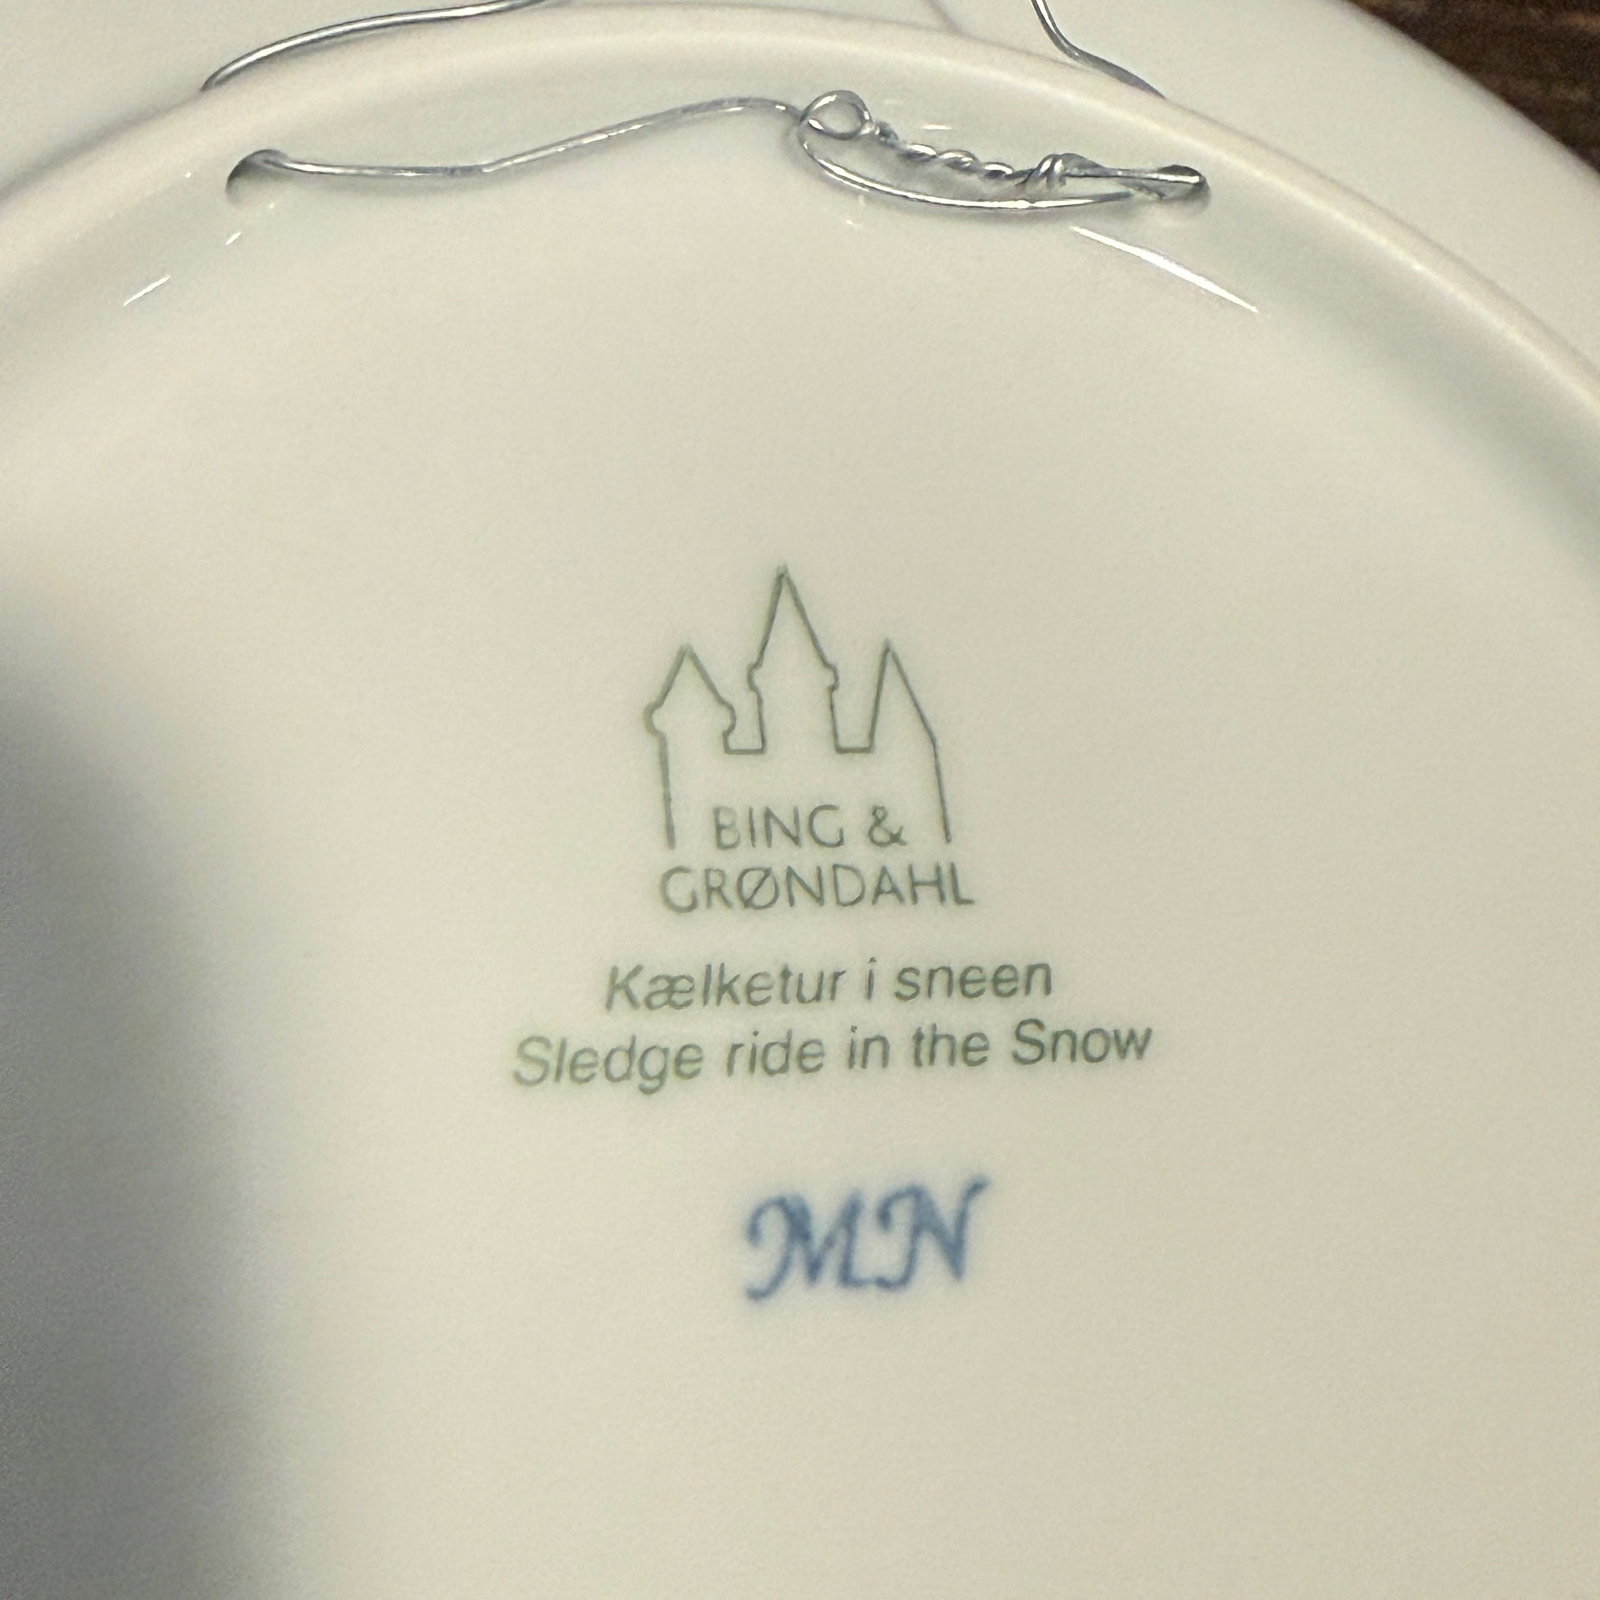 BING &
GRØNDAHL
Kælketur i sneen
Sledge ride in the Snow
MN